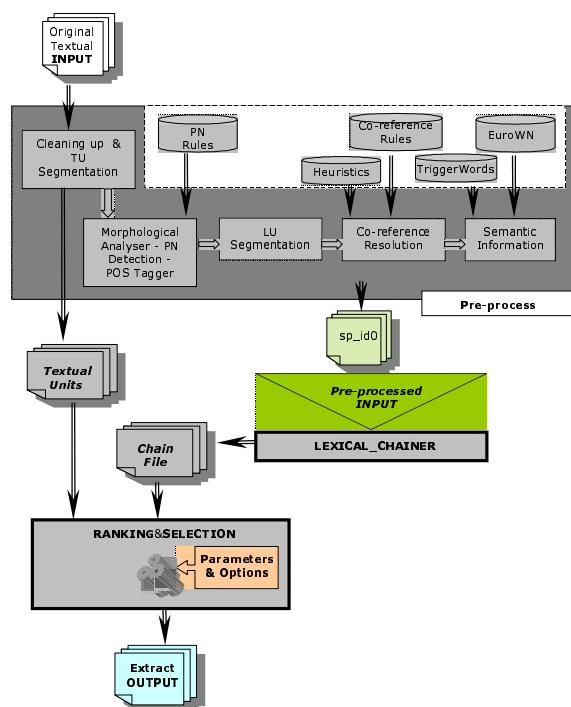 Original
Textual
INPUT
Cleaning up & 
TU
Segmentation
PN
Rules
Heuristics
Co-reference
Rules
TriggerWords
EuroWN
Morphological
Analyser - PN
Detection -
POS Tagger
LU
Segmentation
Co-reference
Resolution
Semantic
Information
Pre-process
sp_id0
Textual
Units
Pre-processed
INPUT
LEXICAL_CHAINER
Chain
File
RANKING&SELECTION
Parameters
& Options
Extract
OUTPUT